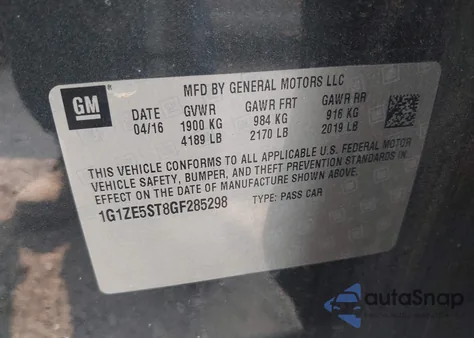 GM
MFD BY GENERAL MOTORS LLC
DATE GVWR GAWR FRT GAWR RR
04/16 1900 KG 984 KG 916 KG
4189 LB 2170 LB 2019 LB
THIS VEHICLE CONFORMS TO ALL APPLICABLE U.S. FEDERAL MOTOR
VEHICLE SAFETY, BUMPER, AND THEFT PREVENTION STANDARDS IN
EFFECT ON THE DATE OF MANUFACTURE SHOWN ABOVE.
1G1ZE5ST8GF285298 TYPE: PASS CAR
autoSnap